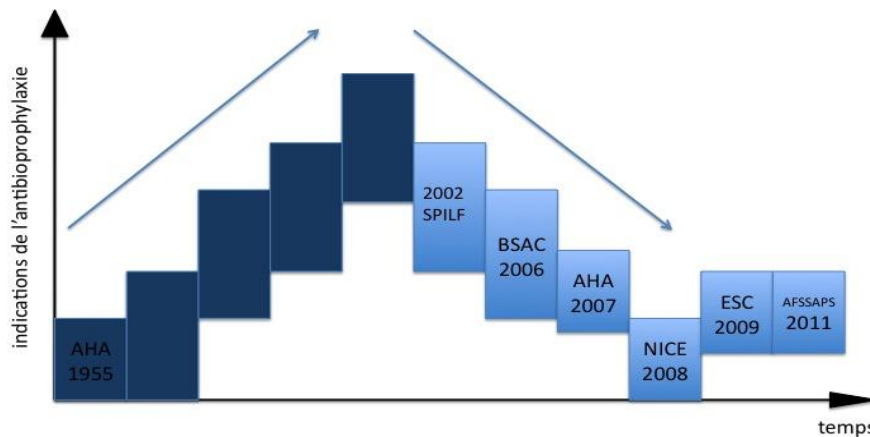 indications de l'antibioprophylaxie
AHA
1955
2002
SPILF
BSAC
2006
AHA
2007
NICE
2008
ESC
2009
AFSSAPS
2011
temps